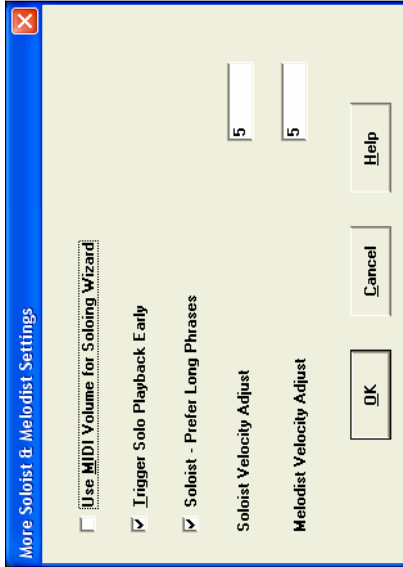 More Soloist & Melodist Settings
Use MIDI Volume for Soloing Wizard
Trigger Solo Playback Early
Soloist - Prefer Long Phrases
Soloist Velocity Adjust 5
Melodist Velocity Adjust 5
OK Cancel Help